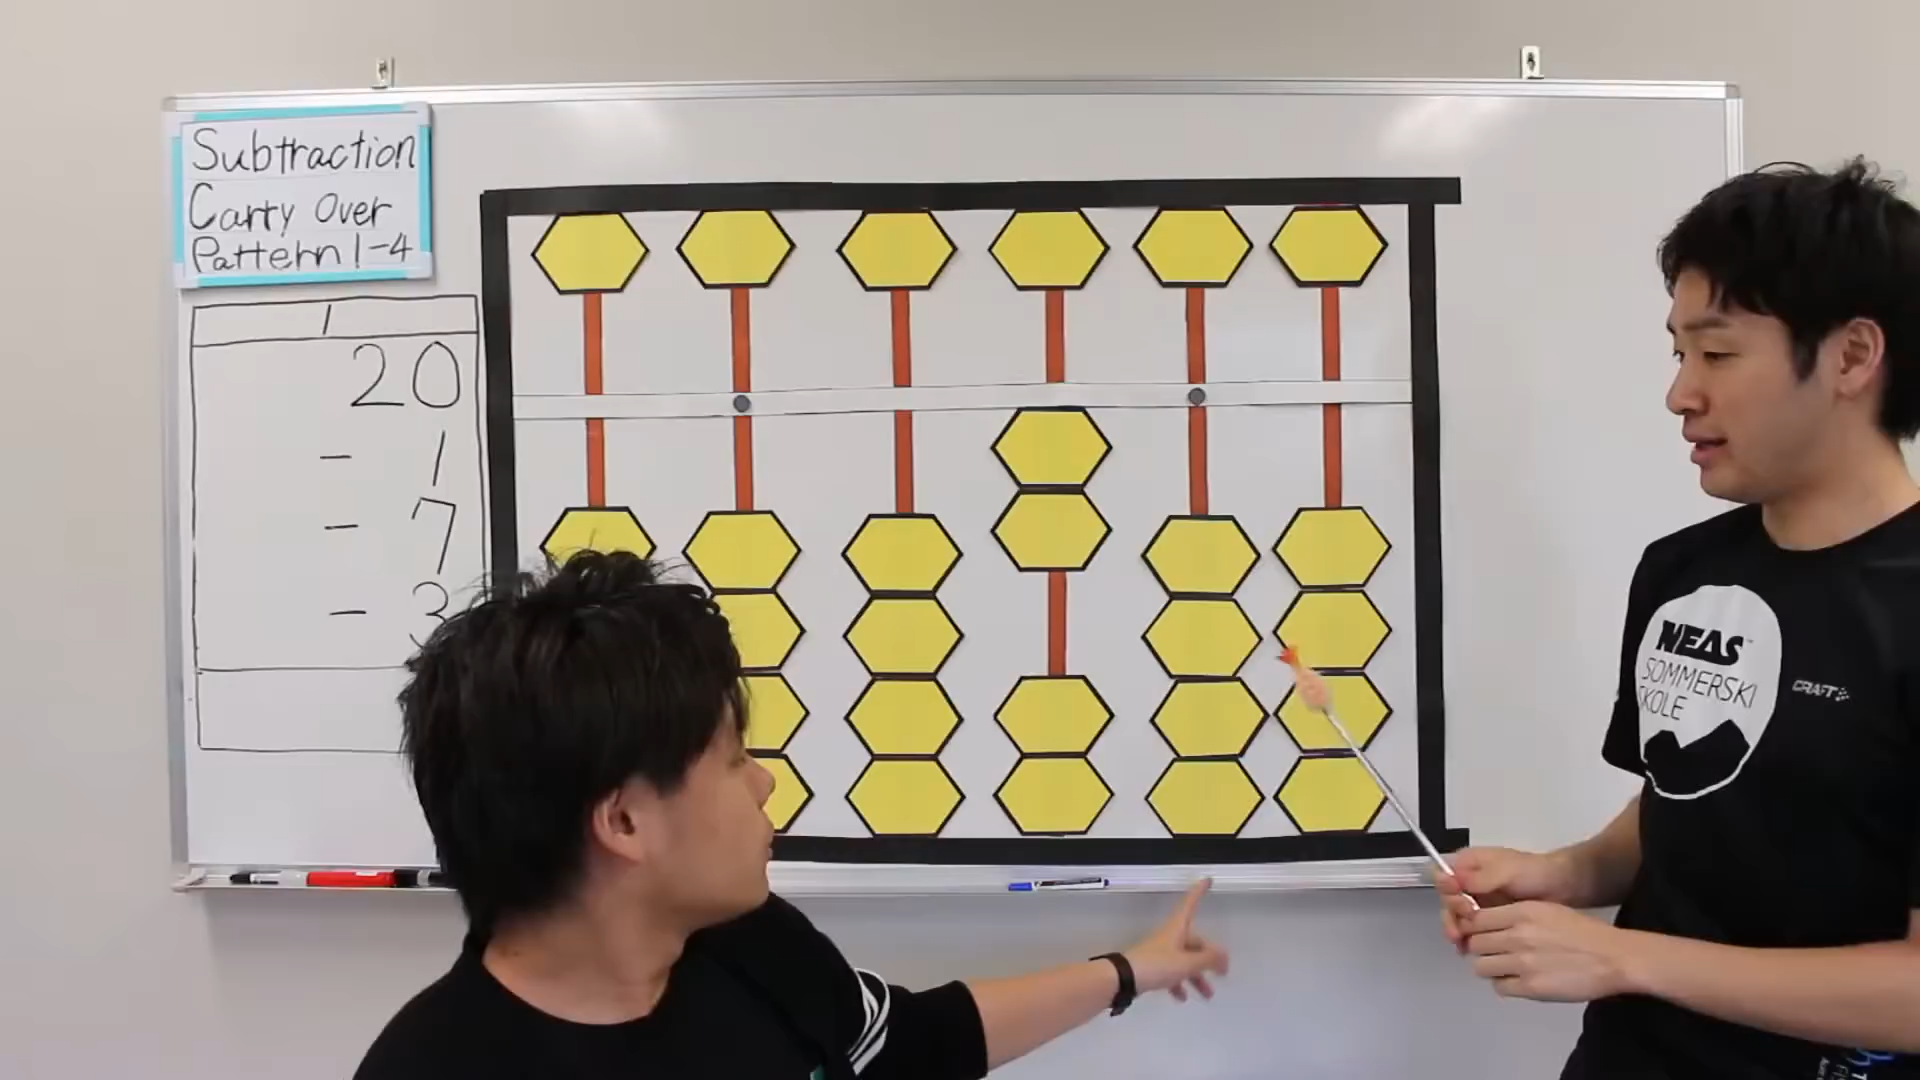 Subtraction
Carry Over
Pattern 1-4
1
20
- 1
- 7
- 3
NEAS
SOMMERSKI
SKOLE
CRAFT